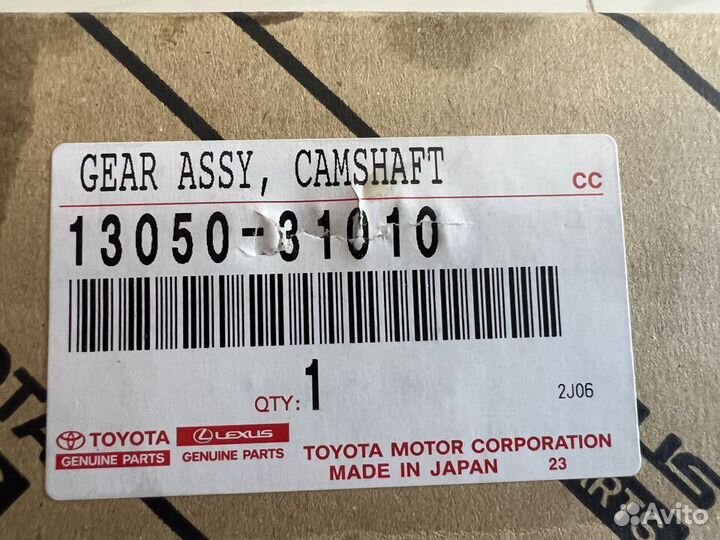 GEAR ASSY, CAMSHAFT
CC
13050-31010
QTY: 1
2J06
TOYOTA
GENUINE PARTS
LEXUS
GENUINE PARTS
TOYOTA MOTOR CORPORATION
MADE IN JAPAN 23
Avito